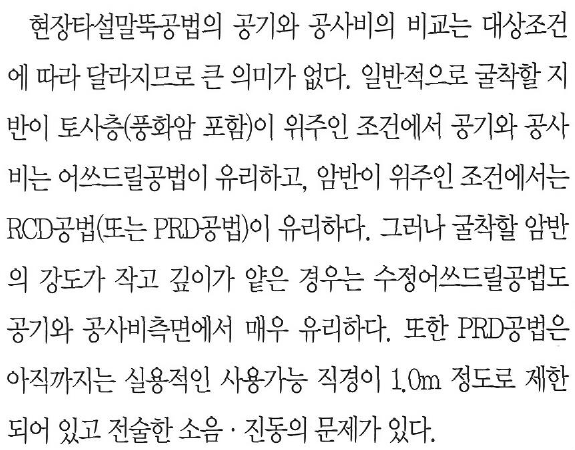 현장타설말뚝공법의 공기와 공사비의 비교는 대상조건
에 따라 달라지므로 큰 의미가 없다. 일반적으로 굴착할 지
반이 토사층(풍화암 포함)이 위주인 조건에서 공기와 공사
비는 어쓰드릴공법이 유리하고, 암반이 위주인 조건에서는
RCD공법(또는 PRD공법)이 유리하다. 그러나 굴착할 암반
의 강도가 작고 깊이가 얕은 경우는 수정어쓰드릴공법도
공기와 공사비측면에서 매우 유리하다. 또한 PRD공법은
아직까지는 실용적인 사용가능 직경이 1.0m 정도로 제한
되어 있고 전술한 소음 · 진동의 문제가 있다.